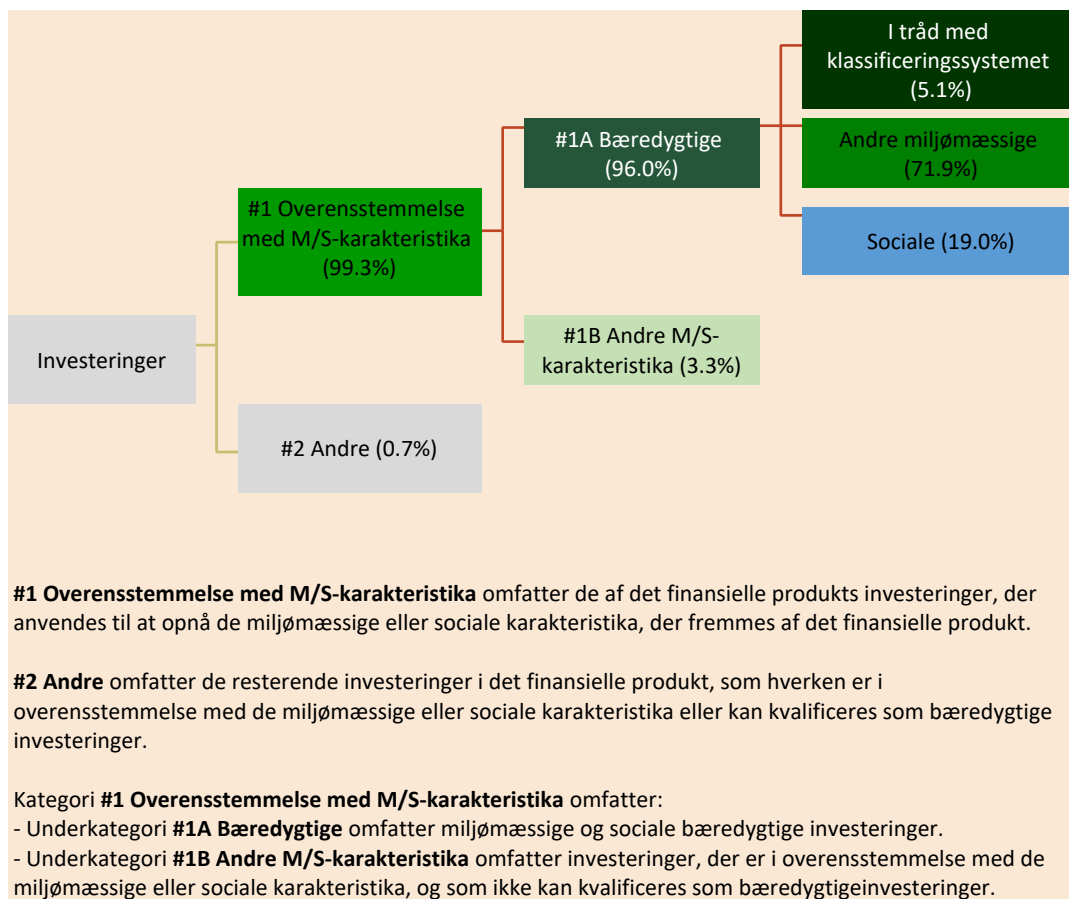 I tråd med
klassificeringssystemet
(5.1%)
#1A Bæredygtige
(96.0%)
Andre miljømæssige
(71.9%)
#1 Overensstemmelse
med M/S-karakteristika
(99.3%)
Sociale (19.0%)
Investeringer
#1B Andre M/S-
karakteristika (3.3%)
#2 Andre (0.7%)
#1 Overensstemmelse med M/S-karakteristika omfatter de af det finansielle produkts investeringer, der
anvendes til at opnå de miljømæssige eller sociale karakteristika, der fremmes af det finansielle produkt.
#2 Andre omfatter de resterende investeringer i det finansielle produkt, som hverken er i
overensstemmelse med de miljømæssige eller sociale karakteristika eller kan kvalificeres som bæredygtige
investeringer.
Kategori #1 Overensstemmelse med M/S-karakteristika omfatter:
- Underkategori #1A Bæredygtige omfatter miljømæssige og sociale bæredygtige investeringer.
- Underkategori #1B Andre M/S-karakteristika omfatter investeringer, der er i overensstemmelse med de
miljømæssige eller sociale karakteristika, og som ikke kan kvalificeres som bæredygtigeinvesteringer.